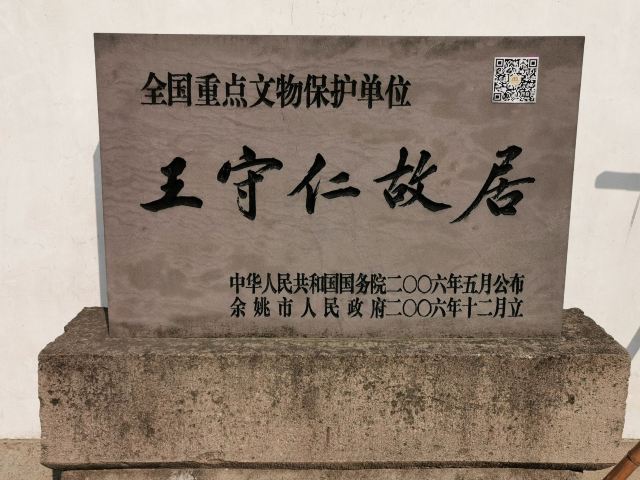 全国重点文物保护单位
王守仁故居
中华人民共和国国务院二〇〇六年五月公布
余姚市人民政府二〇〇六年十二月立